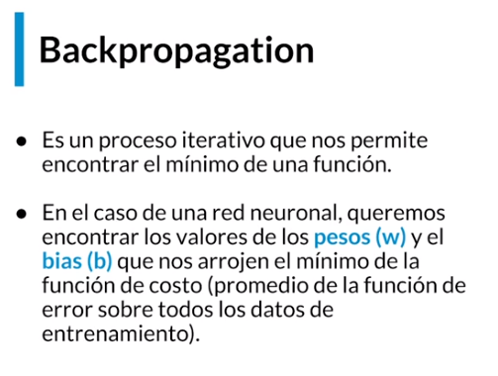 Backpropagation
● Es un proceso iterativo que nos permite
encontrar el mínimo de una función.
● En el caso de una red neuronal, queremos
encontrar los valores de los pesos (w) y el
bias (b) que nos arrojen el mínimo de la
función de costo (promedio de la función de
error sobre todos los datos de
entrenamiento).